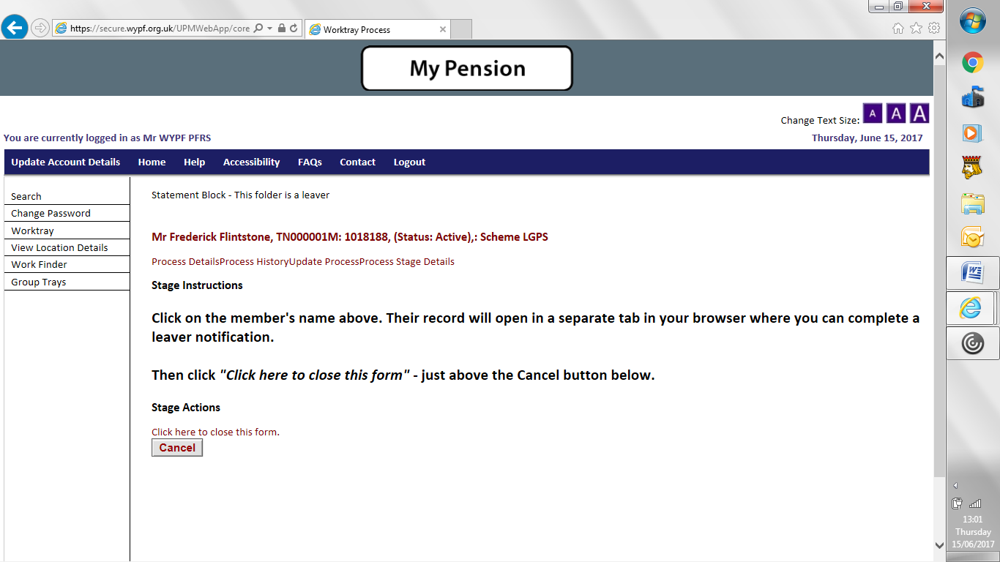 https://secure.wypf.org.uk/UPMWebApp/core
Worktray Process
My Pension
Change Text Size: A A A
You are currently logged in as Mr WYPF PFRS
Thursday, June 15, 2017
Update Account Details Home Help Accessibility FAQs Contact Logout
Search
Change Password
Worktray
View Location Details
Work Finder
Group Trays
Statement Block - This folder is a leaver
Mr Frederick Flintstone, TN000001M: 1018188, (Status: Active),: Scheme LGPS
Process DetailsProcess HistoryUpdate ProcessProcess Stage Details
Stage Instructions
Click on the member's name above. Their record will open in a separate tab in your browser where you can complete a
leaver notification.
Then click "Click here to close this form" - just above the Cancel button below.
Stage Actions
Click here to close this form.
Cancel
13:01
Thursday
15/06/2017